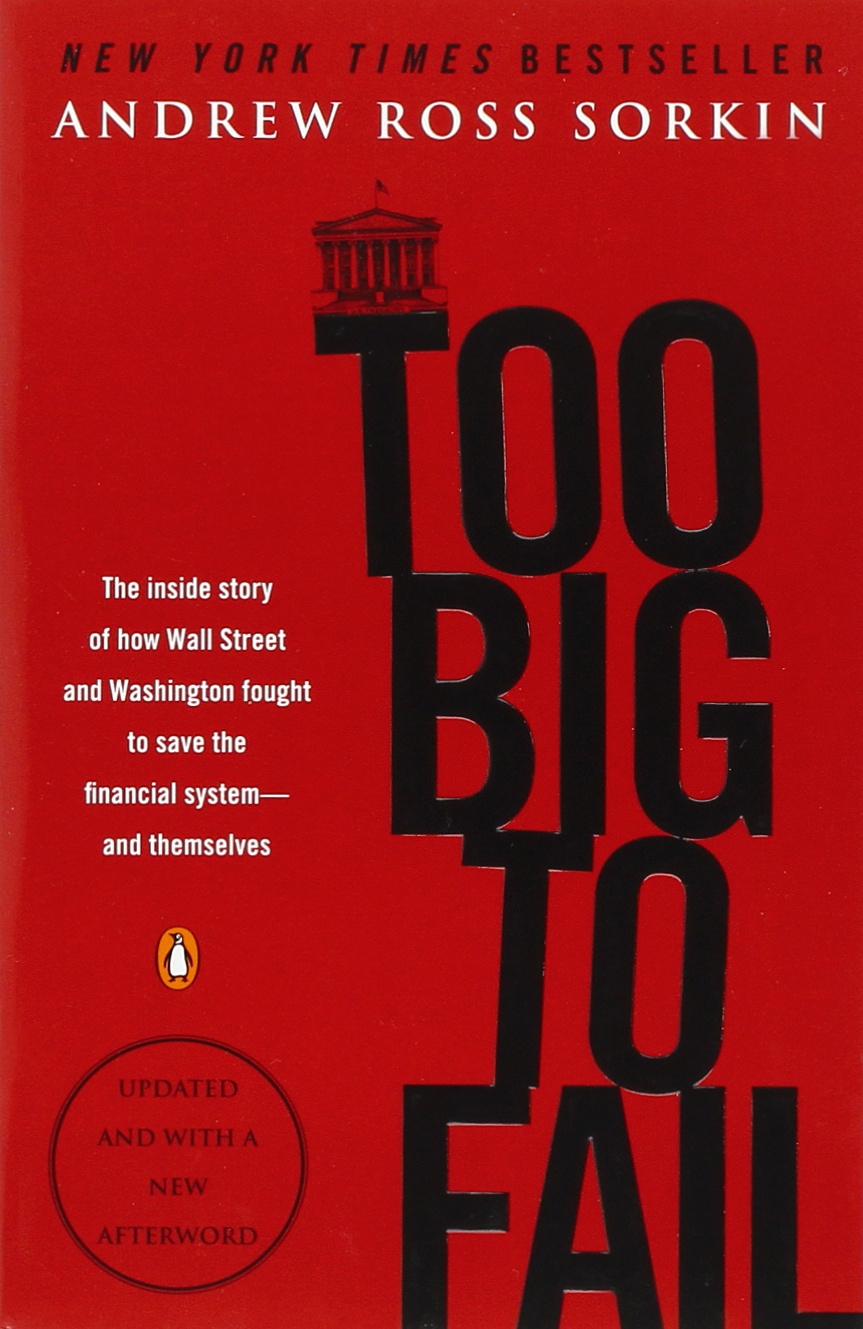 NEW YORK TIMES BESTSELLER
ANDREW ROSS SORKIN
TOO
BIG
TO
FAIL
The inside story
of how Wall Street
and Washington fought
to save the
financial system—
and themselves
UPDATED
AND WITH A
NEW
AFTERWORD